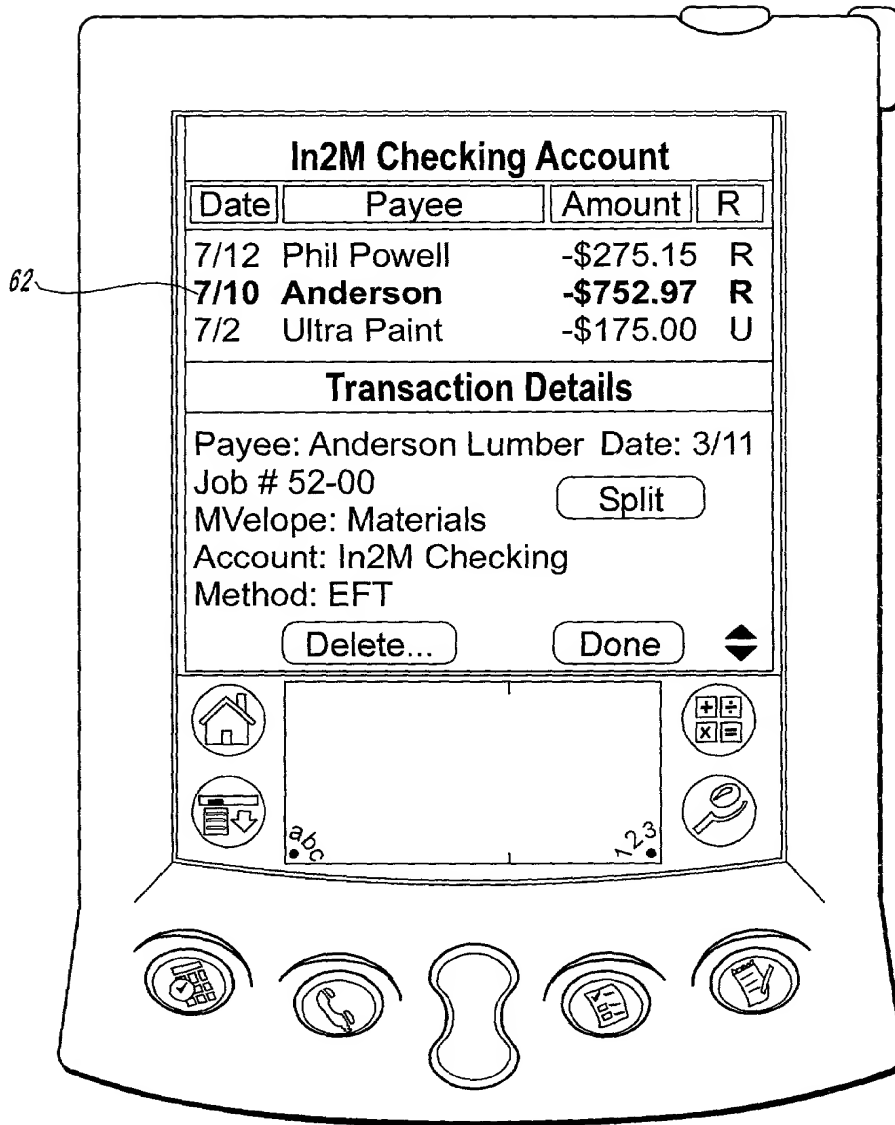 In2M Checking Account
Date Payee Amount R
7/12 Phil Powell -$275.15 R
62 7/10 Anderson -$752.97 R
7/2 Ultra Paint -$175.00 U
Transaction Details
Payee: Anderson Lumber Date: 3/11
Job # 52-00
Split
MVelope: Materials
Account: In2M Checking
Method: EFT
Delete... Done
+ ÷
x =
abc 123